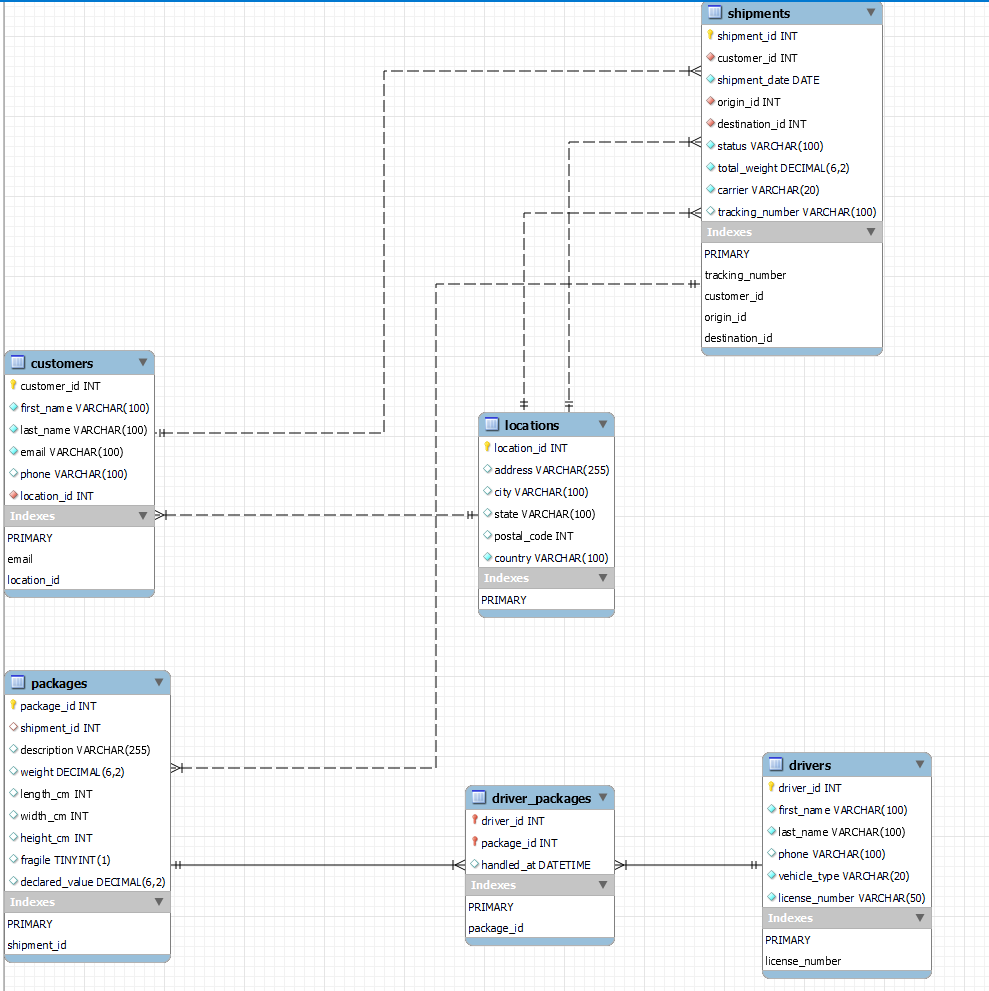 shipments
shipment_id INT
customer_id INT
shipment_date DATE
origin_id INT
destination_id INT
status VARCHAR(100)
total_weight DECIMAL(6,2)
carrier VARCHAR(20)
tracking_number VARCHAR(100)
Indexes
PRIMARY
tracking_number
customer_id
origin_id
destination_id
customers
customer_id INT
first_name VARCHAR(100)
last_name VARCHAR(100)
email VARCHAR(100)
phone VARCHAR(100)
location_id INT
Indexes
PRIMARY
email
location_id
locations
location_id INT
address VARCHAR(255)
city VARCHAR(100)
state VARCHAR(100)
postal_code INT
country VARCHAR(100)
Indexes
PRIMARY
packages
package_id INT
shipment_id INT
description VARCHAR(255)
weight DECIMAL(6,2)
length_cm INT
width_cm INT
height_cm INT
fragile TINYINT(1)
declared_value DECIMAL(6,2)
Indexes
PRIMARY
shipment_id
driver_packages
driver_id INT
package_id INT
handled_at DATETIME
Indexes
PRIMARY
package_id
drivers
driver_id INT
first_name VARCHAR(100)
last_name VARCHAR(100)
phone VARCHAR(100)
vehicle_type VARCHAR(20)
license_number VARCHAR(50)
Indexes
PRIMARY
license_number